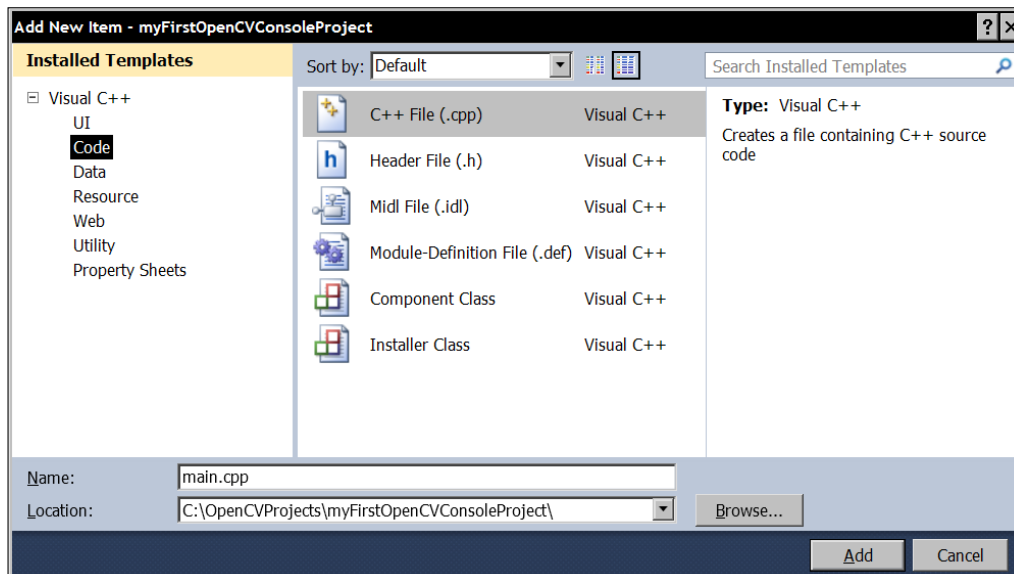 Add New Item - myFirstOpenCVConsoleProject
? ×
Installed Templates
Visual C++
UI
Code
Data
Resource
Web
Utility
Property Sheets
Sort by: Default
C++ File (.cpp) Visual C++
Header File (.h) Visual C++
Midl File (.idl) Visual C++
Module-Definition File (.def) Visual C++
Component Class Visual C++
Installer Class Visual C++
Search Installed Templates
Type: Visual C++
Creates a file containing C++ source
code
Name: main.cpp
Location: C:\OpenCVProjects\myFirstOpenCVConsoleProject\
Browse...
Add Cancel